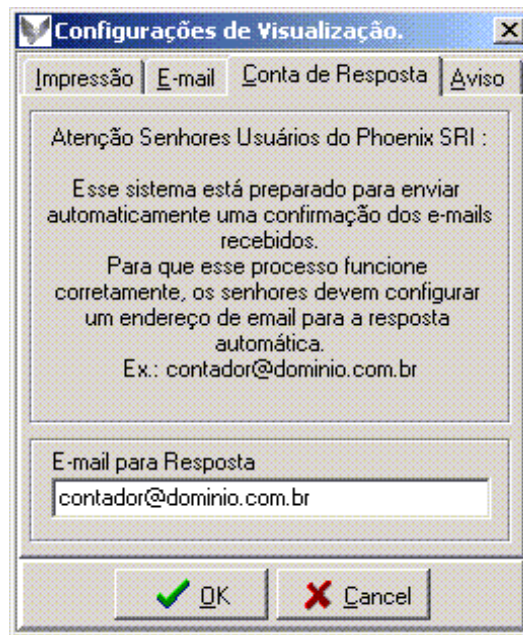 Configurações de Visualização.
Impressão E-mail Conta de Resposta Aviso
Atenção Senhores Usuários do Phoenix SRI :
Esse sistema está preparado para enviar
automaticamente uma confirmação dos e-mails
recebidos.
Para que esse processo funcione
corretamente, os senhores devem configurar
um endereço de email para a resposta
automática.
Ex.: contador@dominio.com.br
E-mail para Resposta
contador@dominio.com.br
OK Cancel